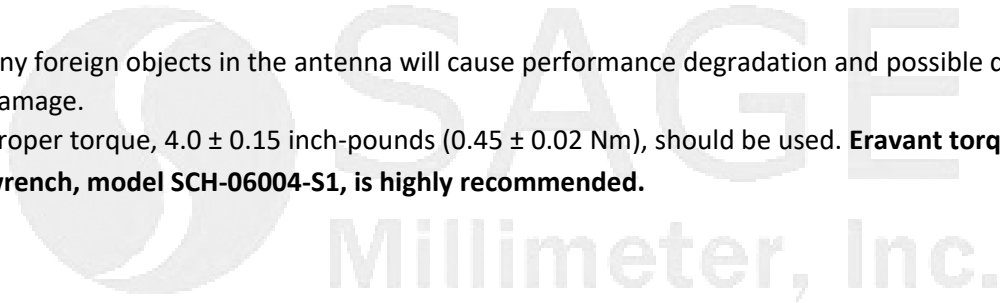 ny foreign objects in the antenna will cause performance degradation and possible
amage.
roper torque, 4.0 ± 0.15 inch-pounds (0.45 ± 0.02 Nm), should be used. Eravant torq
rench, model SCH-06004-S1, is highly recommended.
SAGE
Millimeter, Inc.